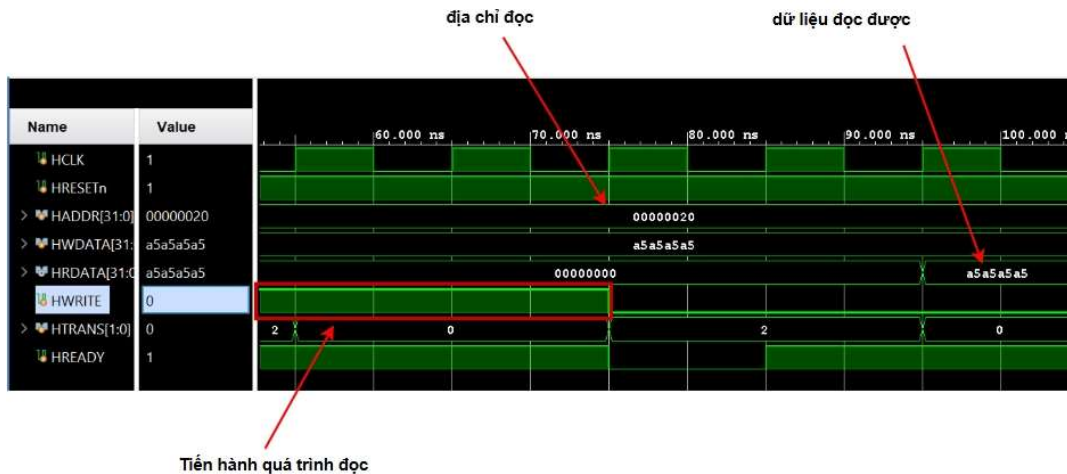 địa chỉ đọc
dữ liệu đọc được
Name Value
60.000 ns 70.000 ns 80.000 ns 90.000 ns 100.000
HCLK 1
HRESETn 1
HADDR[31:0] 00000020 00000020
HWDATA[31: a5a5a5a5 a5a5a5a5
HRDATA[31:0 a5a5a5a5 00000000 a5a5a5a5
HWRITE 0
HTRANS[1:0] 0 2 0 2 0
HREADY 1
Tiến hành quá trình đọc